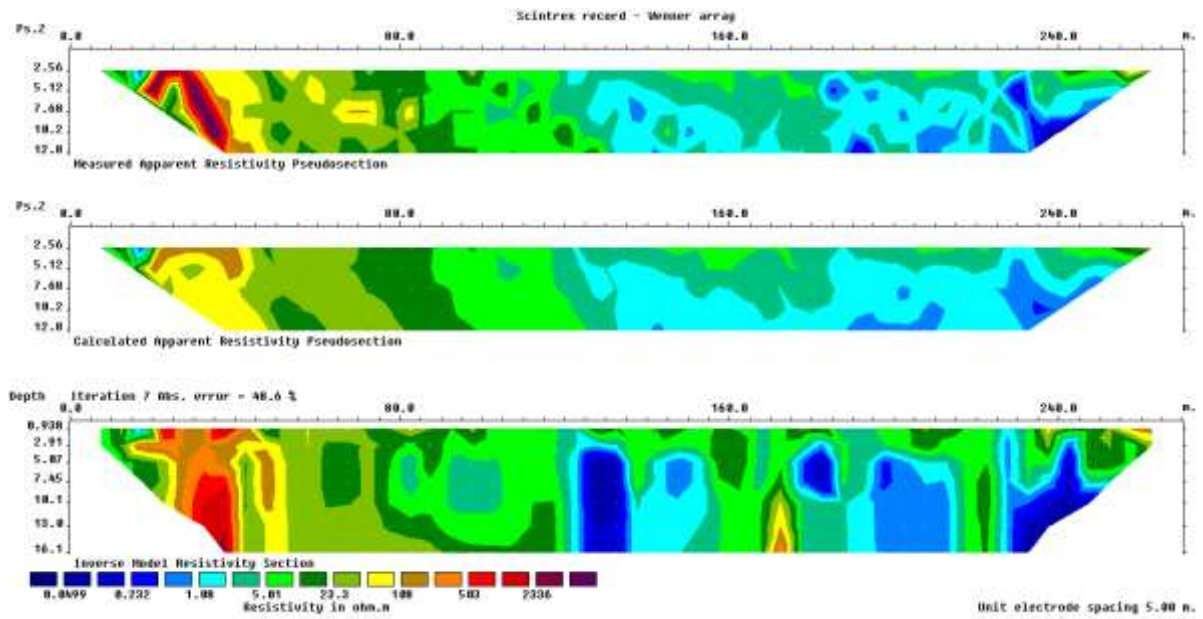 Scintrex record - Wenner array
Ps.Z 0.0 80.0 160.0 240.0 m.
2.56
5.12
7.68
10.2
12.8
Measured Apparent Resistivity Pseudosection
Ps.Z 0.0 80.0 160.0 240.0 m.
2.56
5.12
7.68
10.2
12.8
Calculated Apparent Resistivity Pseudosection
Depth Iteration 7 Abs. error = 48.6 %
0.0 80.0 160.0 240.0 m.
0.938
2.91
5.07
7.45
10.1
13.0
16.1
Inverse Model Resistivity Section
0.0499 0.232 1.08 5.01 23.3 108 503 2336
Resistivity in ohm.m
Unit electrode spacing 5.00 m.